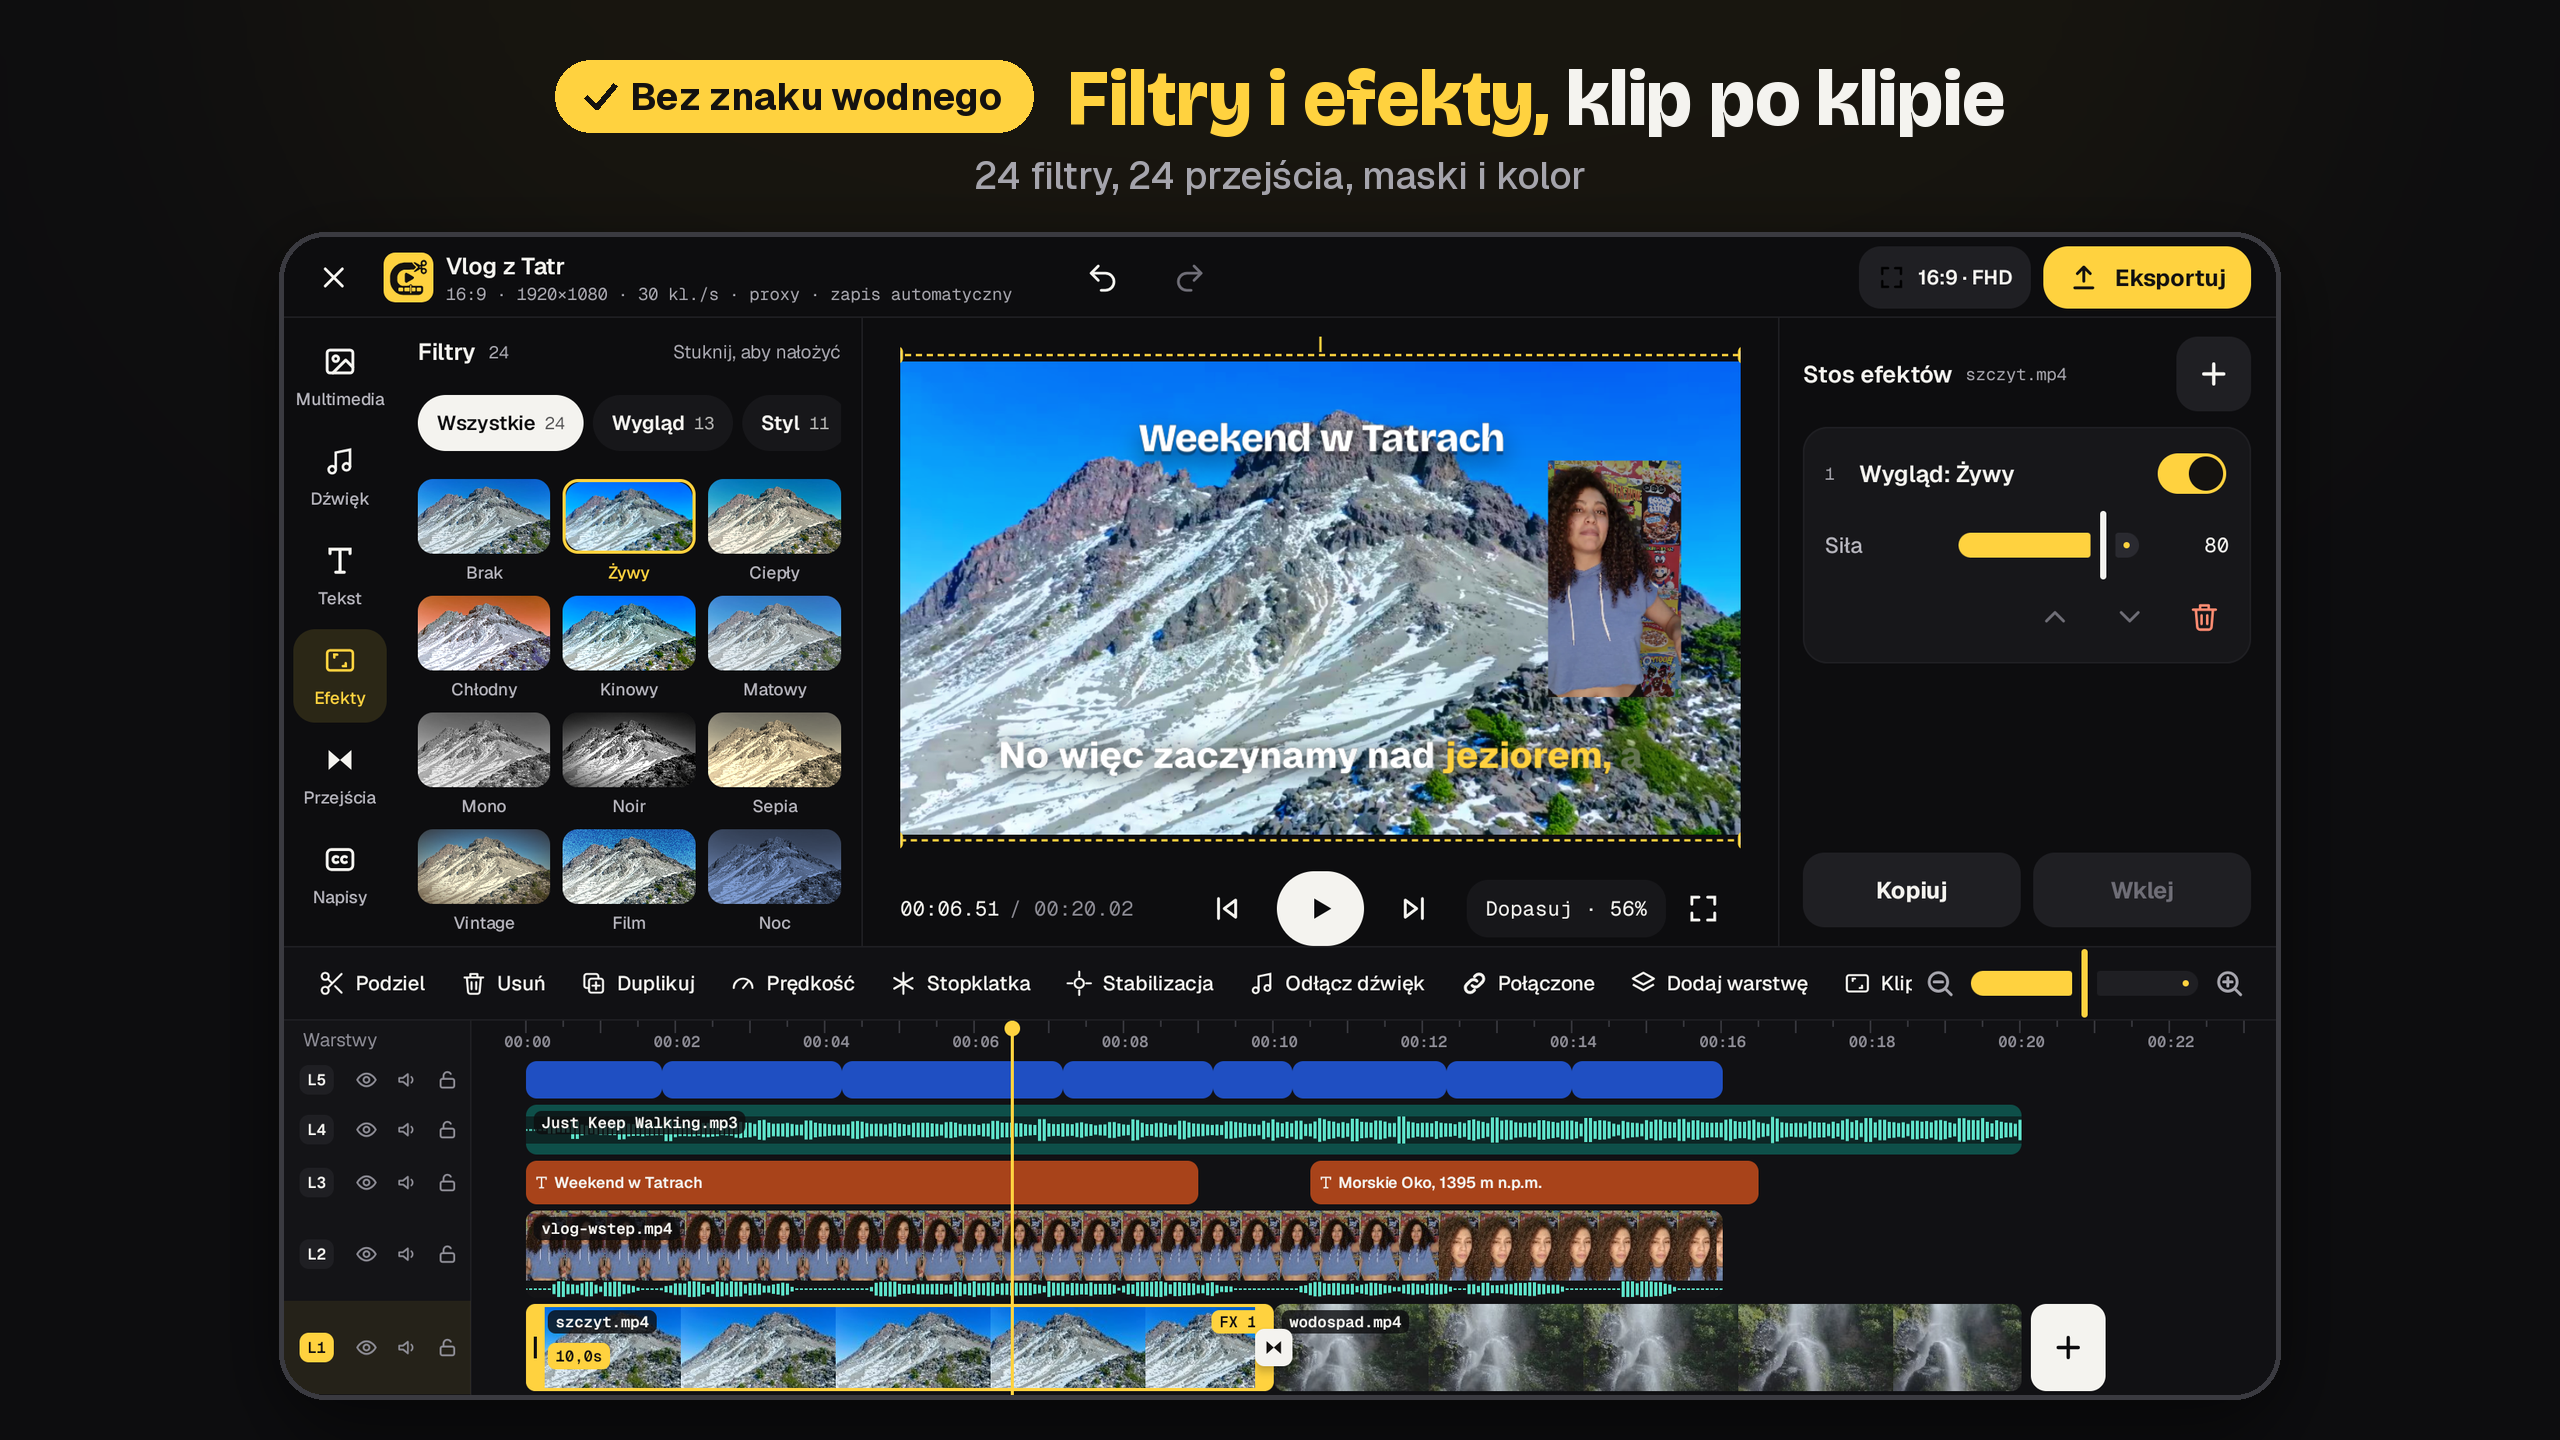 Bez znaku wodnego
Filtry i efekty, klip po klipie
24 filtry, 24 przejścia, maski i kolor
Vlog z Tatr
16:9 · 1920×1080 · 30 kl./s · proxy · zapis automatyczny
16:9 · FHD
Eksportuj
Multimedia
Dźwięk
Tekst
Efekty
Przejścia
Napisy
Filtry 24
Stuknij, aby nałożyć
Wszystkie 24
Wygląd 13
Styl 11
Brak
Żywy
Ciepły
Chłodny
Kinowy
Matowy
Mono
Noir
Sepia
Vintage
Film
Noc
Weekend w Tatrach
No więc zaczynamy nad jeziorem, a
00:06.51 / 00:20.02
Dopasuj · 56%
Stos efektów szczyt.mp4
1 Wygląd: Żywy
Siła 80
Kopiuj
Wklej
Podziel
Usuń
Duplikuj
Prędkość
Stopklatka
Stabilizacja
Odłącz dźwięk
Połączone
Dodaj warstwę
Klip
Warstwy
00:00 00:02 00:04 00:06 00:08 00:10 00:12 00:14 00:16 00:18 00:20 00:22
L5
L4
Just Keep Walking.mp3
L3
T Weekend w Tatrach
T Morskie Oko, 1395 m n.p.m.
L2
vlog-wstep.mp4
L1
szczyt.mp4
10,0s
FX 1
wodospad.mp4